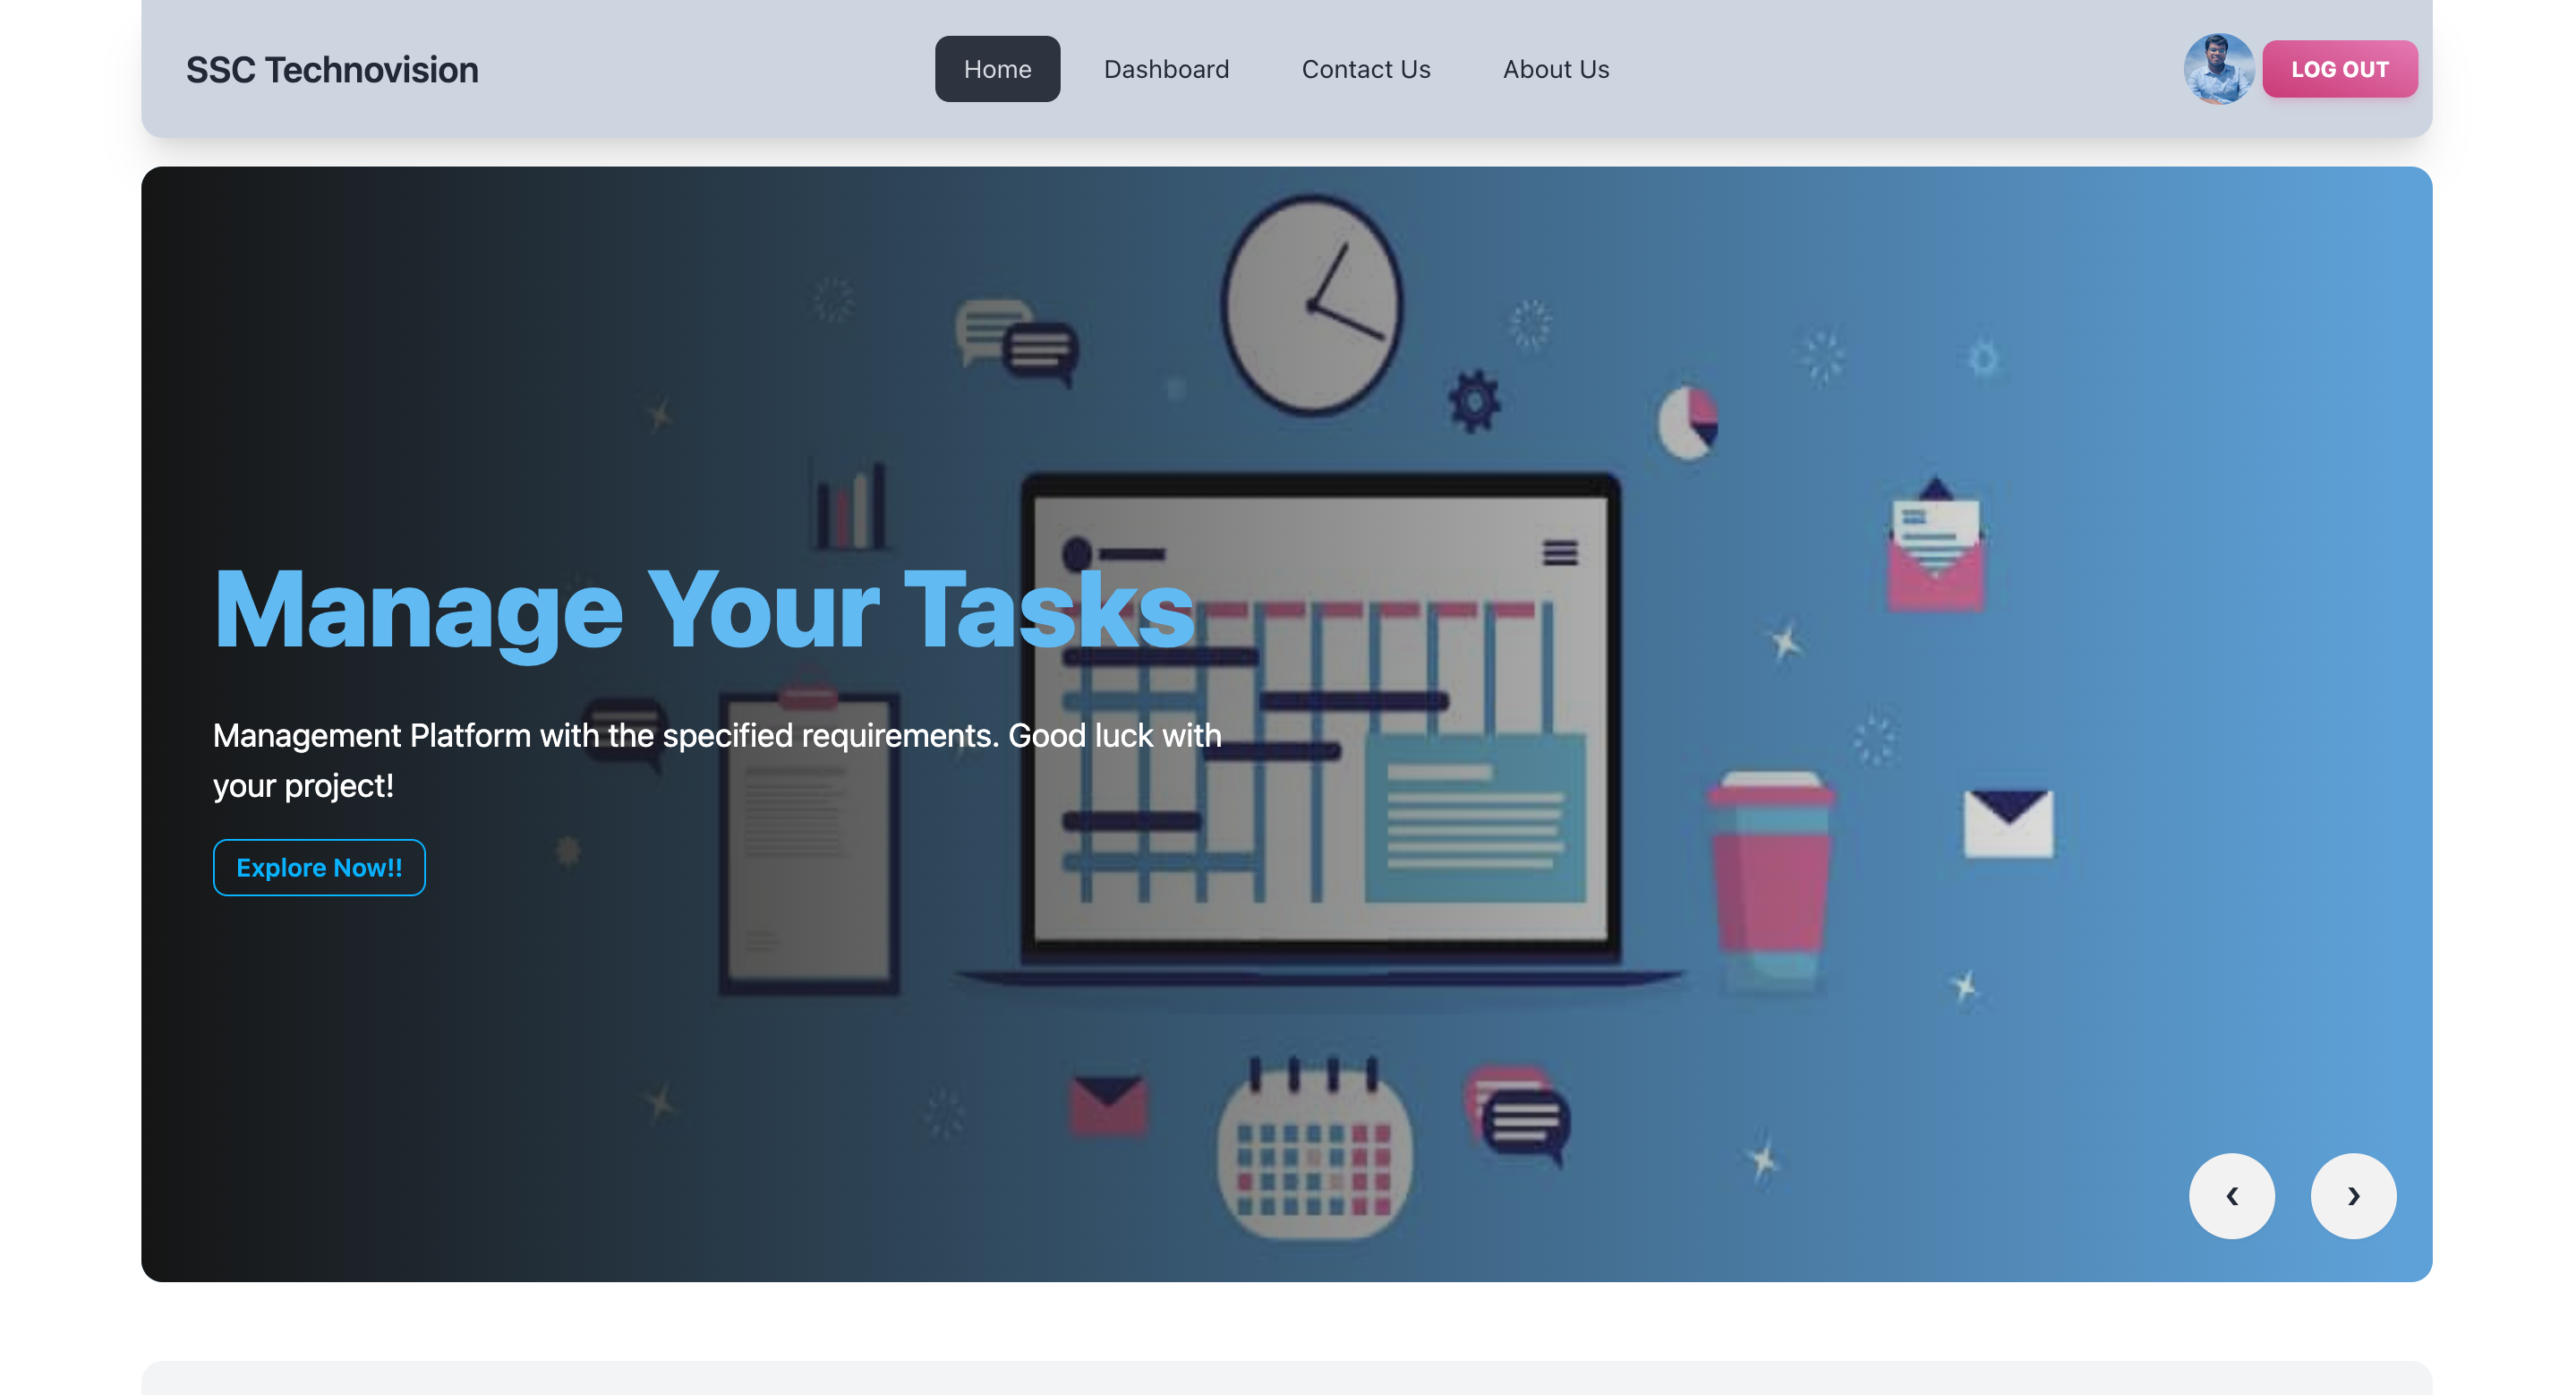 SSC Technovision
Home
Dashboard
Contact Us
About Us
LOG OUT
Manage Your Tasks
Management Platform with the specified requirements. Good luck with
your project!
Explore Now!!